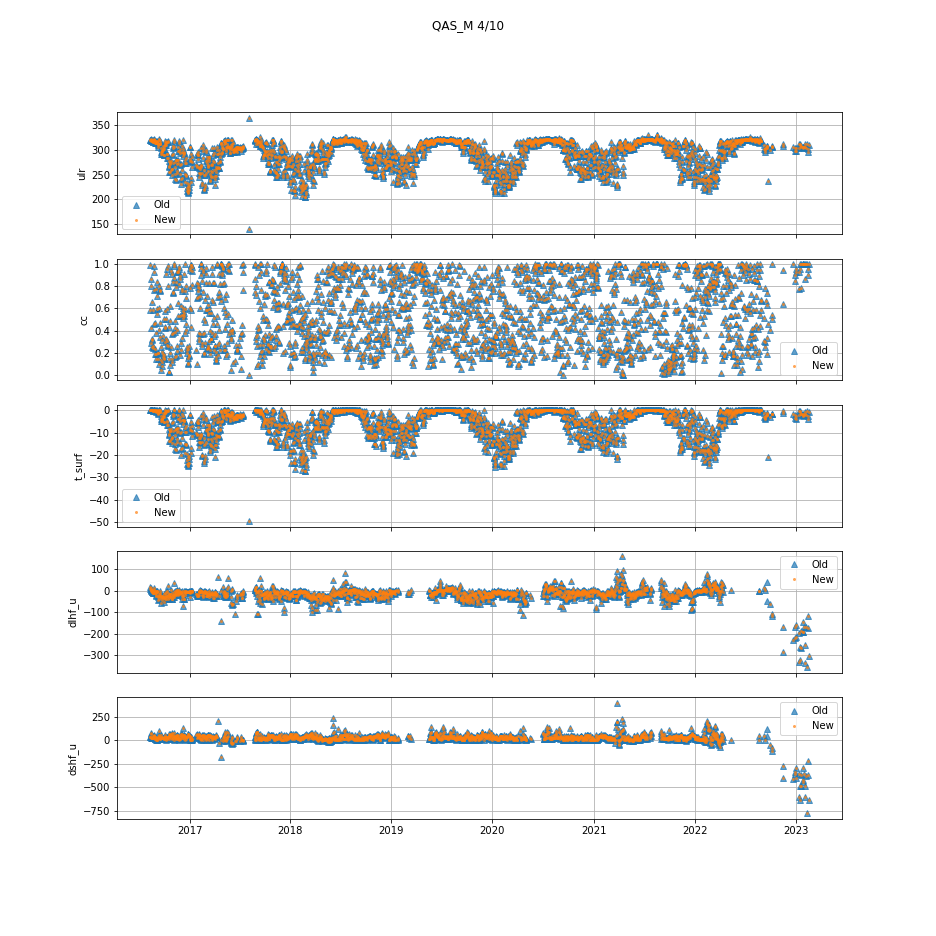 QAS_M 4/10
350
300
250
200
150
ulr
Old
New
1.0
0.8
0.6
0.4
0.2
0.0
cc
Old
New
0
−10
−20
−30
−40
−50
t_surf
Old
New
100
0
−100
−200
−300
dlhf_u
Old
New
250
0
−250
−500
−750
dshf_u
Old
New
2017 2018 2019 2020 2021 2022 2023